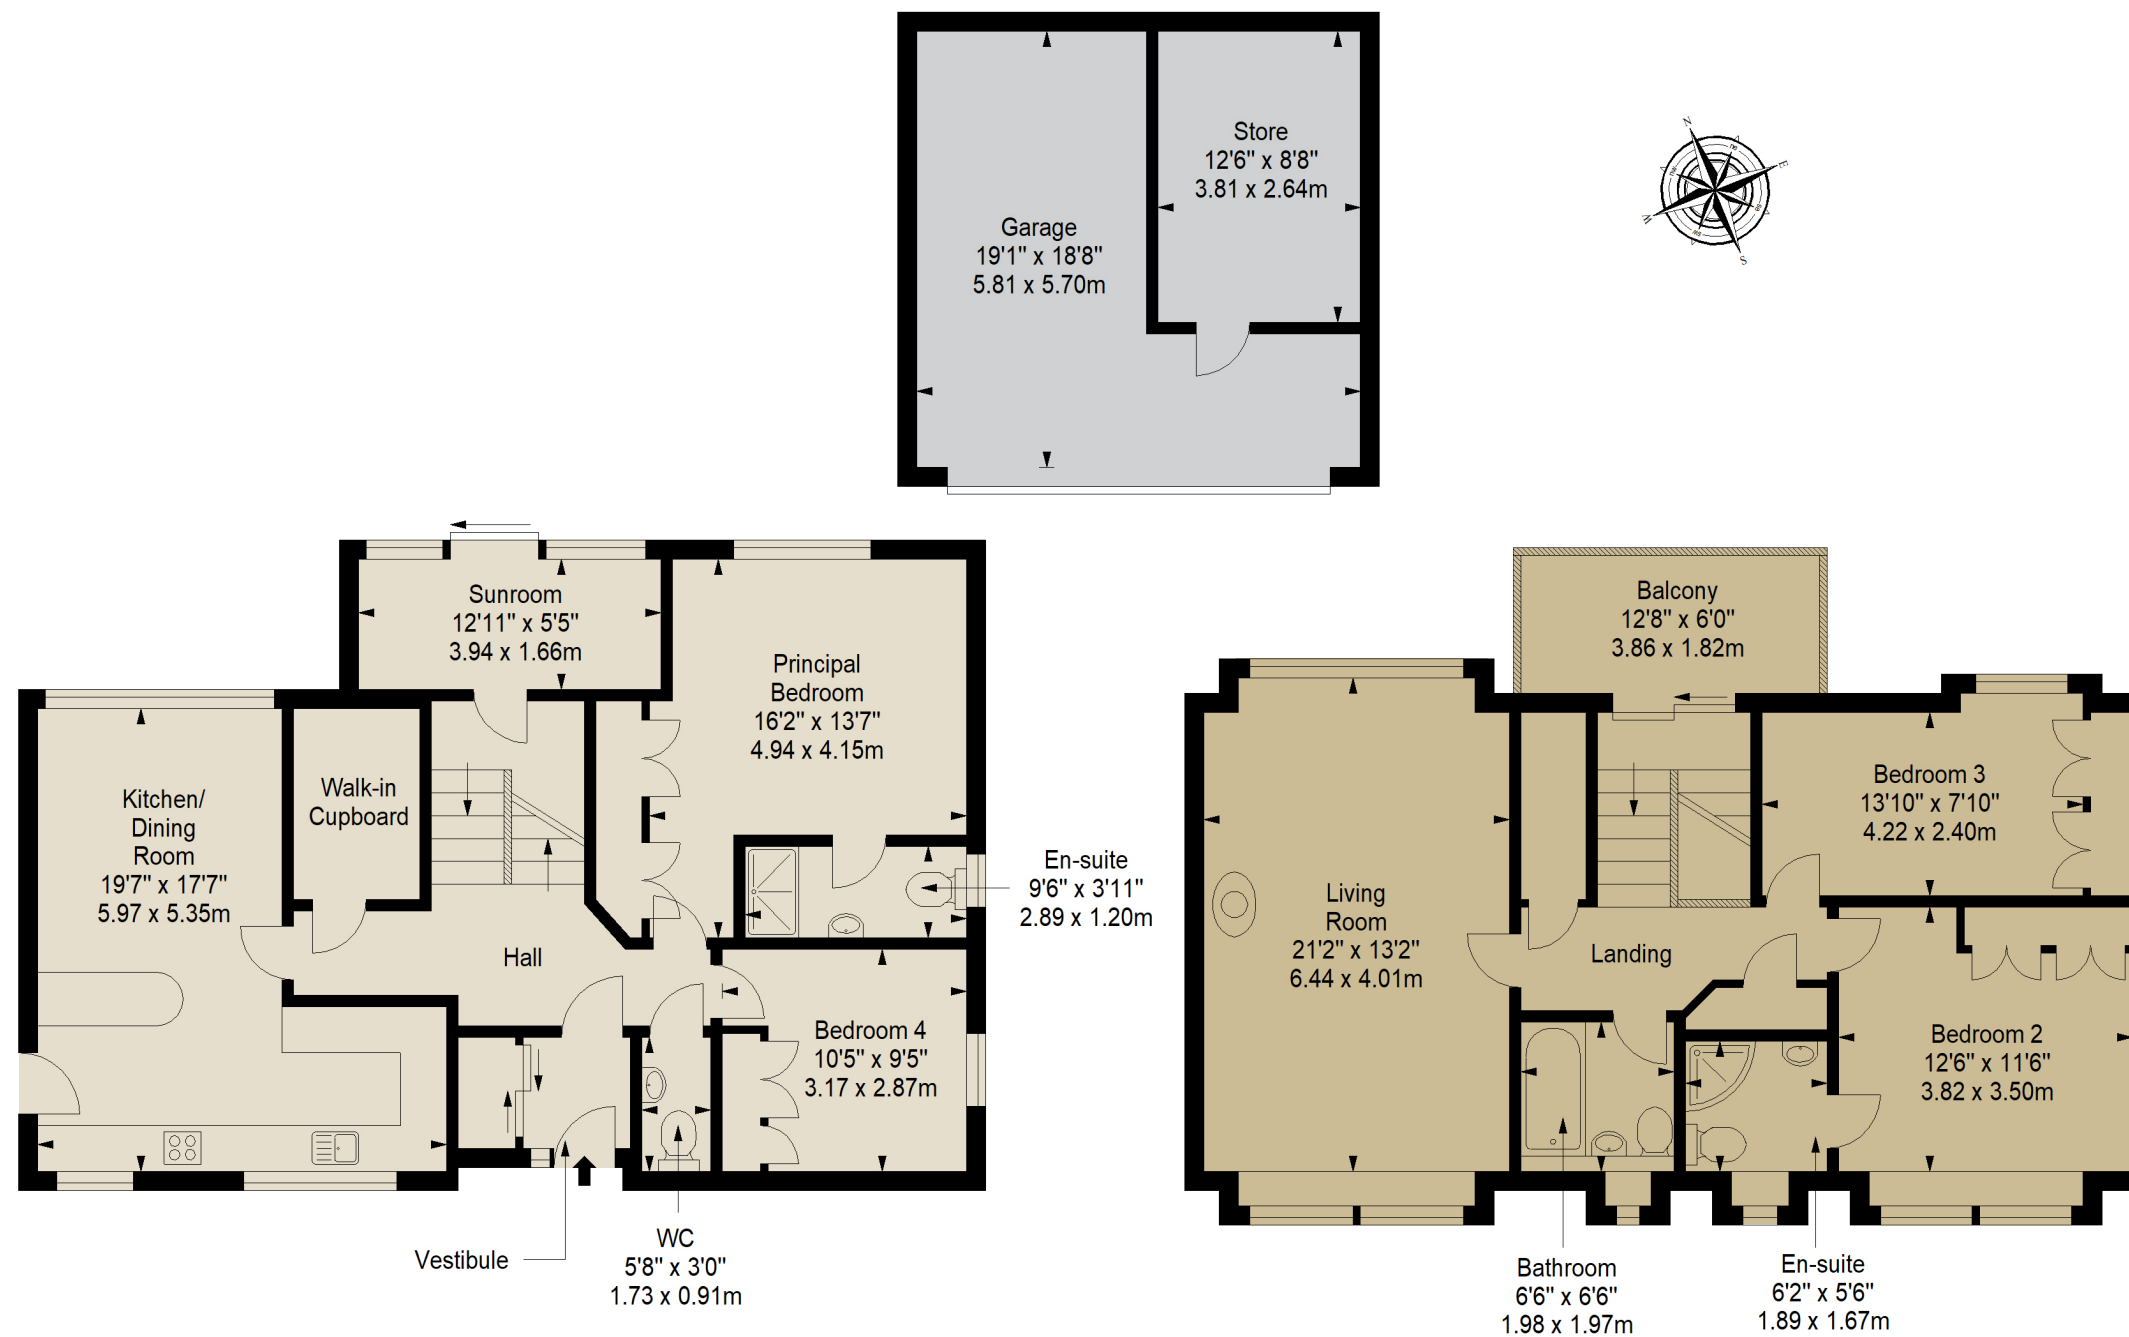 Store
12'6" x 8'8"
3.81 x 2.64m
Garage
19'1" x 18'8"
5.81 x 5.70m
N
E
S
W
ne
se
sw
nw
Sunroom
12'11" x 5'5"
3.94 x 1.66m
Principal
Bedroom
16'2" x 13'7"
4.94 x 4.15m
Walk-in
Cupboard
Kitchen/
Dining
Room
19'7" x 17'7"
5.97 x 5.35m
En-suite
9'6" x 3'11"
2.89 x 1.20m
Hall
Bedroom 4
10'5" x 9'5"
3.17 x 2.87m
Vestibule
WC
5'8" x 3'0"
1.73 x 0.91m
Balcony
12'8" x 6'0"
3.86 x 1.82m
Bedroom 3
13'10" x 7'10"
4.22 x 2.40m
Living
Room
21'2" x 13'2"
6.44 x 4.01m
Landing
Bedroom 2
12'6" x 11'6"
3.82 x 3.50m
Bathroom
6'6" x 6'6"
1.98 x 1.97m
En-suite
6'2" x 5'6"
1.89 x 1.67m